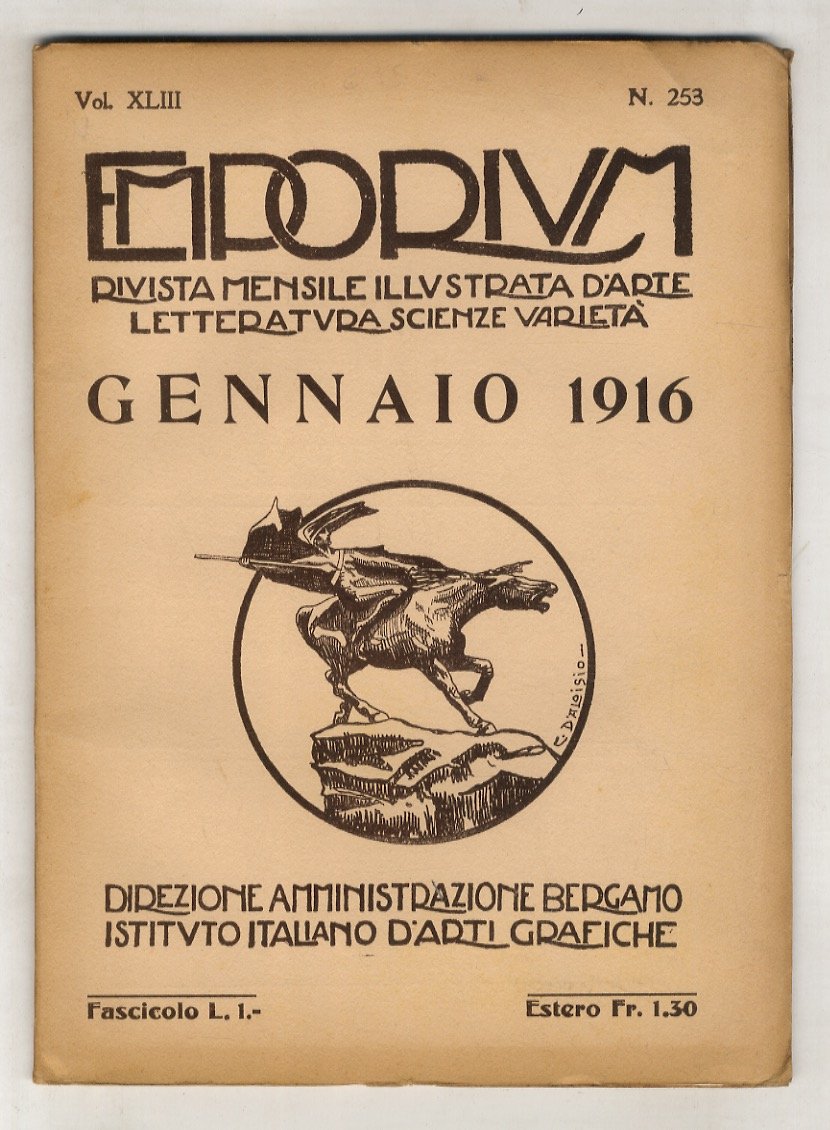 Vol. XLIII
N. 253
EMPORIVM
RIVISTA MENSILE ILLVSTRATA D'ARTE
LETTERATVRA SCIENZE VARIETÀ
GENNAIO 1916
C. D'ALOISIO
DIREZIONE AMMINISTRAZIONE BERGAMO
ISTITVTO ITALIANO D'ARTI GRAFICHE
Fascicolo L. 1.-
Estero Fr. 1.30